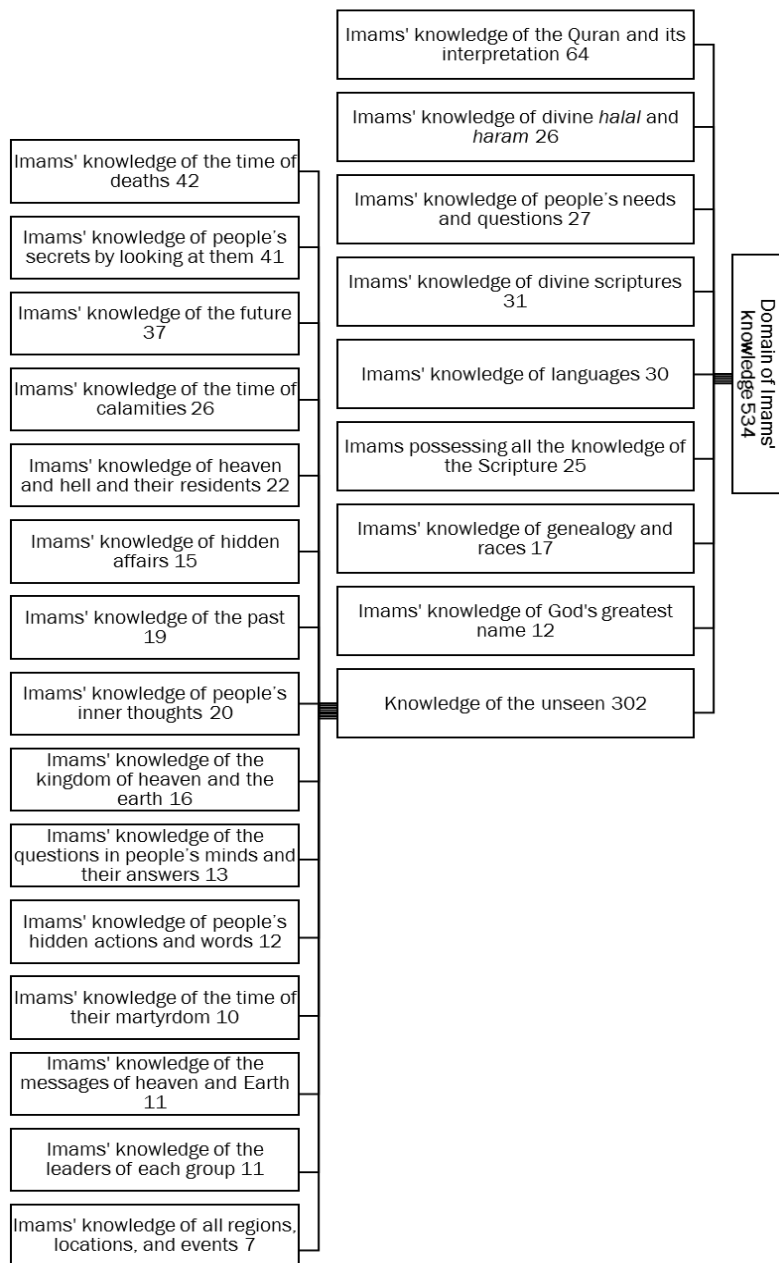 Domain of Imams'
knowledge 534
Imams' knowledge of the Quran and its
interpretation 64
Imams' knowledge of divine halal and
haram 26
Imams' knowledge of people's needs
and questions 27
Imams' knowledge of divine scriptures
31
Imams' knowledge of languages 30
Imams possessing all the knowledge of
the Scripture 25
Imams' knowledge of genealogy and
races 17
Imams' knowledge of God's greatest
name 12
Knowledge of the unseen 302
Imams' knowledge of the time of
deaths 42
Imams' knowledge of people's
secrets by looking at them 41
Imams' knowledge of the future
37
Imams' knowledge of the time of
calamities 26
Imams' knowledge of heaven
and hell and their residents 22
Imams' knowledge of hidden
affairs 15
Imams' knowledge of the past
19
Imams' knowledge of people's
inner thoughts 20
Imams' knowledge of the
kingdom of heaven and the
earth 16
Imams' knowledge of the
questions in people's minds and
their answers 13
Imams' knowledge of people's
hidden actions and words 12
Imams' knowledge of the time of
their martyrdom 10
Imams' knowledge of the
messages of heaven and Earth
11
Imams' knowledge of the
leaders of each group 11
Imams' knowledge of all regions,
locations, and events 7